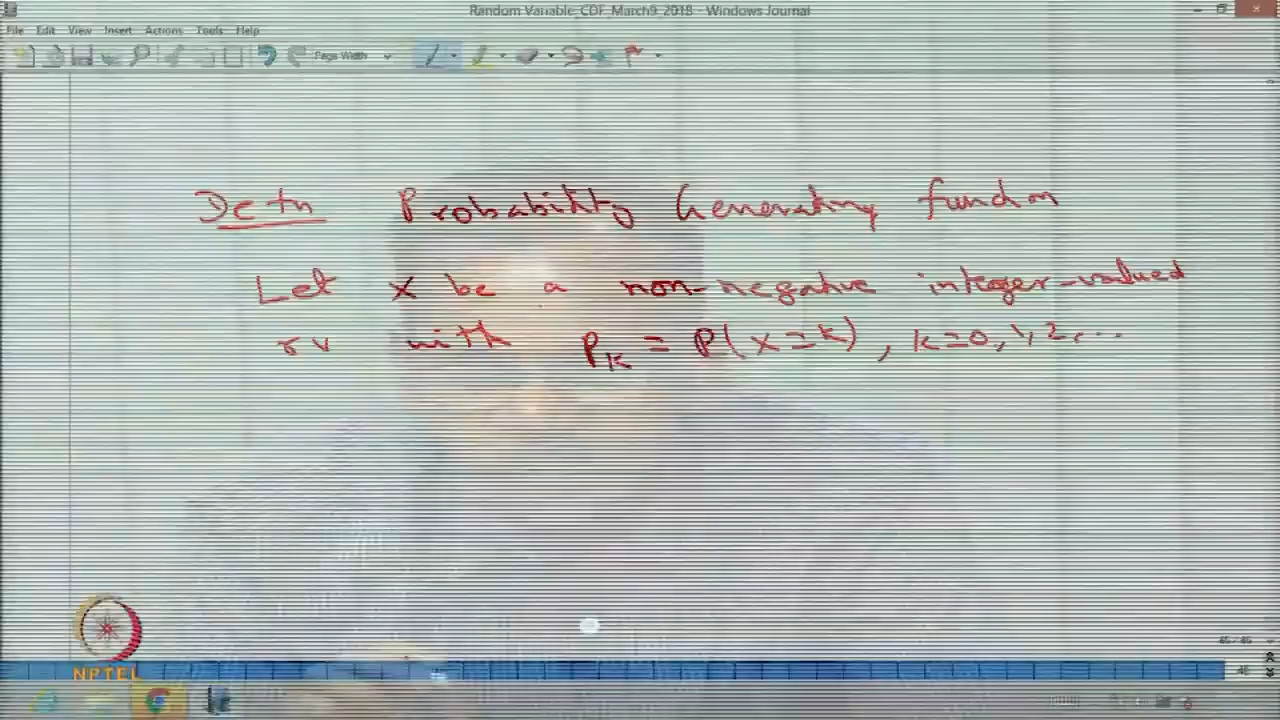 Random Variable_CDF_March9_2018 - Windows Journal
File Edit View Insert Actions Tools Help
Page Width
Defn Probability Generating function
Let X be a non-negative integer-valued
rv with P_k = P(X=k), k=0,1,2,...
NPTEL